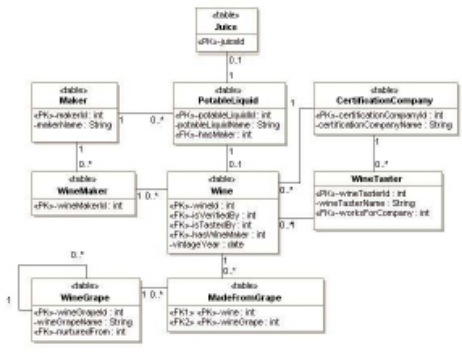 «table»
Juice
«PK»-juiceId
0..1
1
«table»
Maker
«PK»-makerId : int
-makerName : String
1
0..*
«table»
PotableLiquid
«PK»-potableLiquidId : int
-potableLiquidName : String
«FK»-hasMaker : int
1
«table»
CertificationCompany
«PK»-certificationCompanyId : int
-certificationCompanyName : String
1
0..*
1
0..1
1
0..*
«table»
WineMaker
«PK»-wineMakerId : int
1
0..*
«table»
Wine
«PK»-wineId : int
«FK»-isVerifiedBy : int
«FK»-isTastedBy : int
«FK»-hasWineMaker : int
-vintageYear : date
0..*
«table»
WineTaster
«PK»-wineTasterId : int
-wineTasterName : String
«FK»-worksForCompany : int
1
0..*
1
«table»
WineGrape
«PK»-wineGrapeId : int
-wineGrapeName : String
«FK»-nurturedFrom : int
1
0..*
«table»
MadeFromGrape
«FK1» «PK»-wine : int
«FK2» «PK»-wineGrape : int